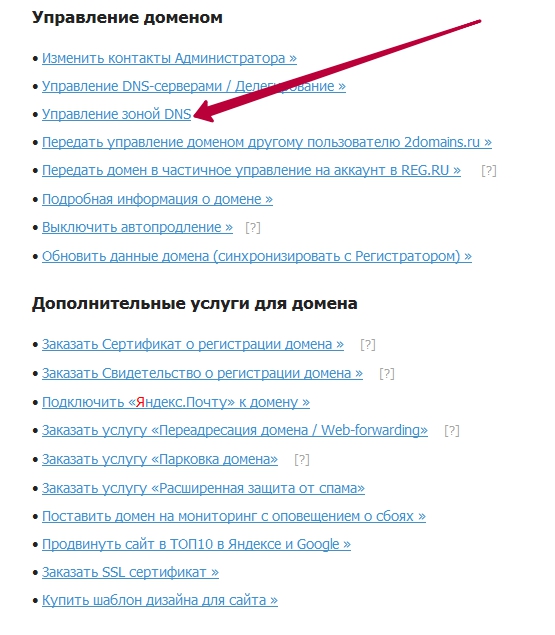 Управление доменом
• Изменить контакты Администратора »
• Управление DNS-серверами / Делегирование »
• Управление зоной DNS
• Передать управление доменом другому пользователю 2domains.ru »
• Передать домен в частичное управление на аккаунт в REG.RU » [?]
• Подробная информация о домене »
• Выключить автопродление » [?]
• Обновить данные домена (синхронизировать с Регистратором) »
Дополнительные услуги для домена
• Заказать Сертификат о регистрации домена » [?]
• Заказать Свидетельство о регистрации домена » [?]
• Подключить «Яндекс.Почту» к домену »
• Заказать услугу «Переадресация домена / Web-forwarding» [?]
• Заказать услугу «Парковка домена» [?]
• Заказать услугу «Расширенная защита от спама»
• Поставить домен на мониторинг с оповещением о сбоях »
• Продвинуть сайт в ТОП10 в Яндексе и Google »
• Заказать SSL сертификат »
• Купить шаблон дизайна для сайта »